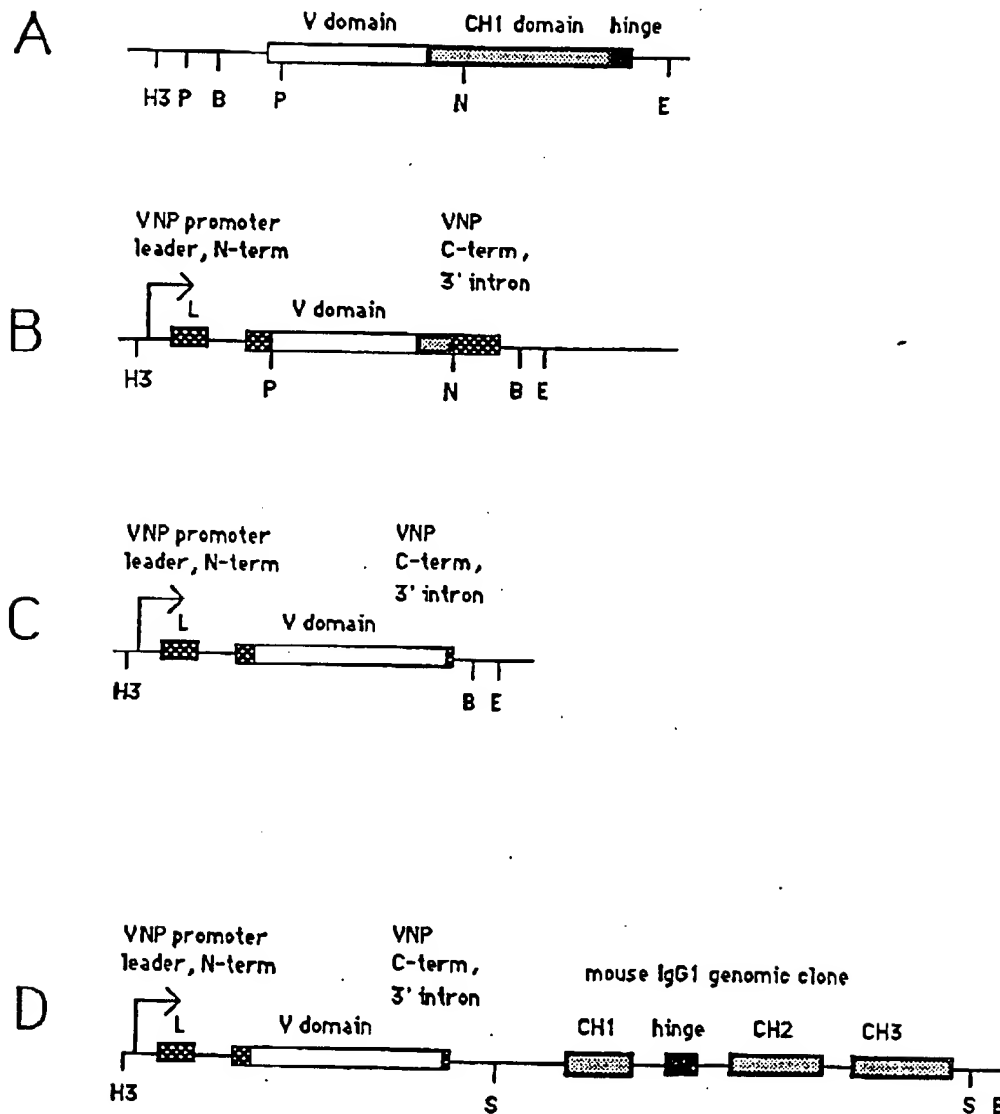 A
V domain CH1 domain hinge
H3 P B P N E
VNP promoter VNP
leader, N-term C-term,
3' intron
L V domain
B
H3 P N B E
VNP promoter VNP
leader, N-term C-term,
3' intron
L V domain
C
H3 B E
VNP promoter VNP
leader, N-term C-term,
3' intron
mouse IgG1 genomic clone
L V domain CH1 hinge CH2 CH3
D
H3 S S